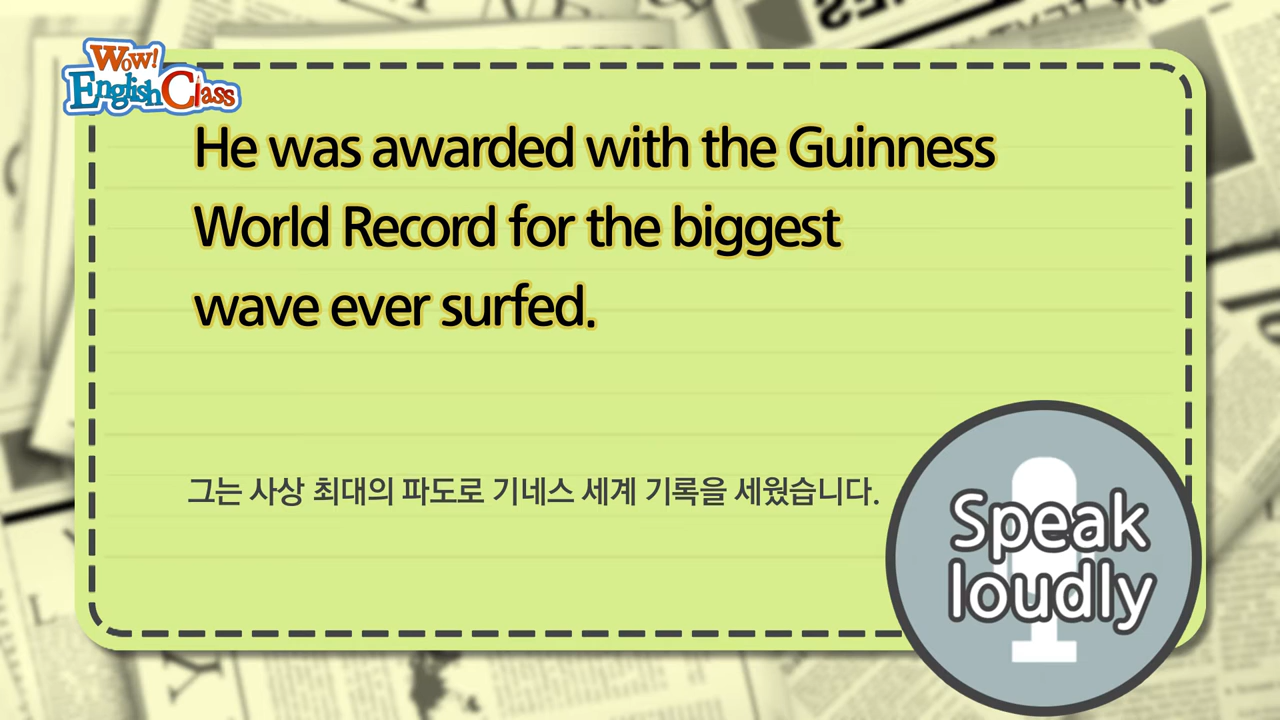 Wow!
English Class
He was awarded with the Guinness
World Record for the biggest
wave ever surfed.
그는 사상 최대의 파도로 기네스 세계 기록을 세웠습니다.
Speak
loudly